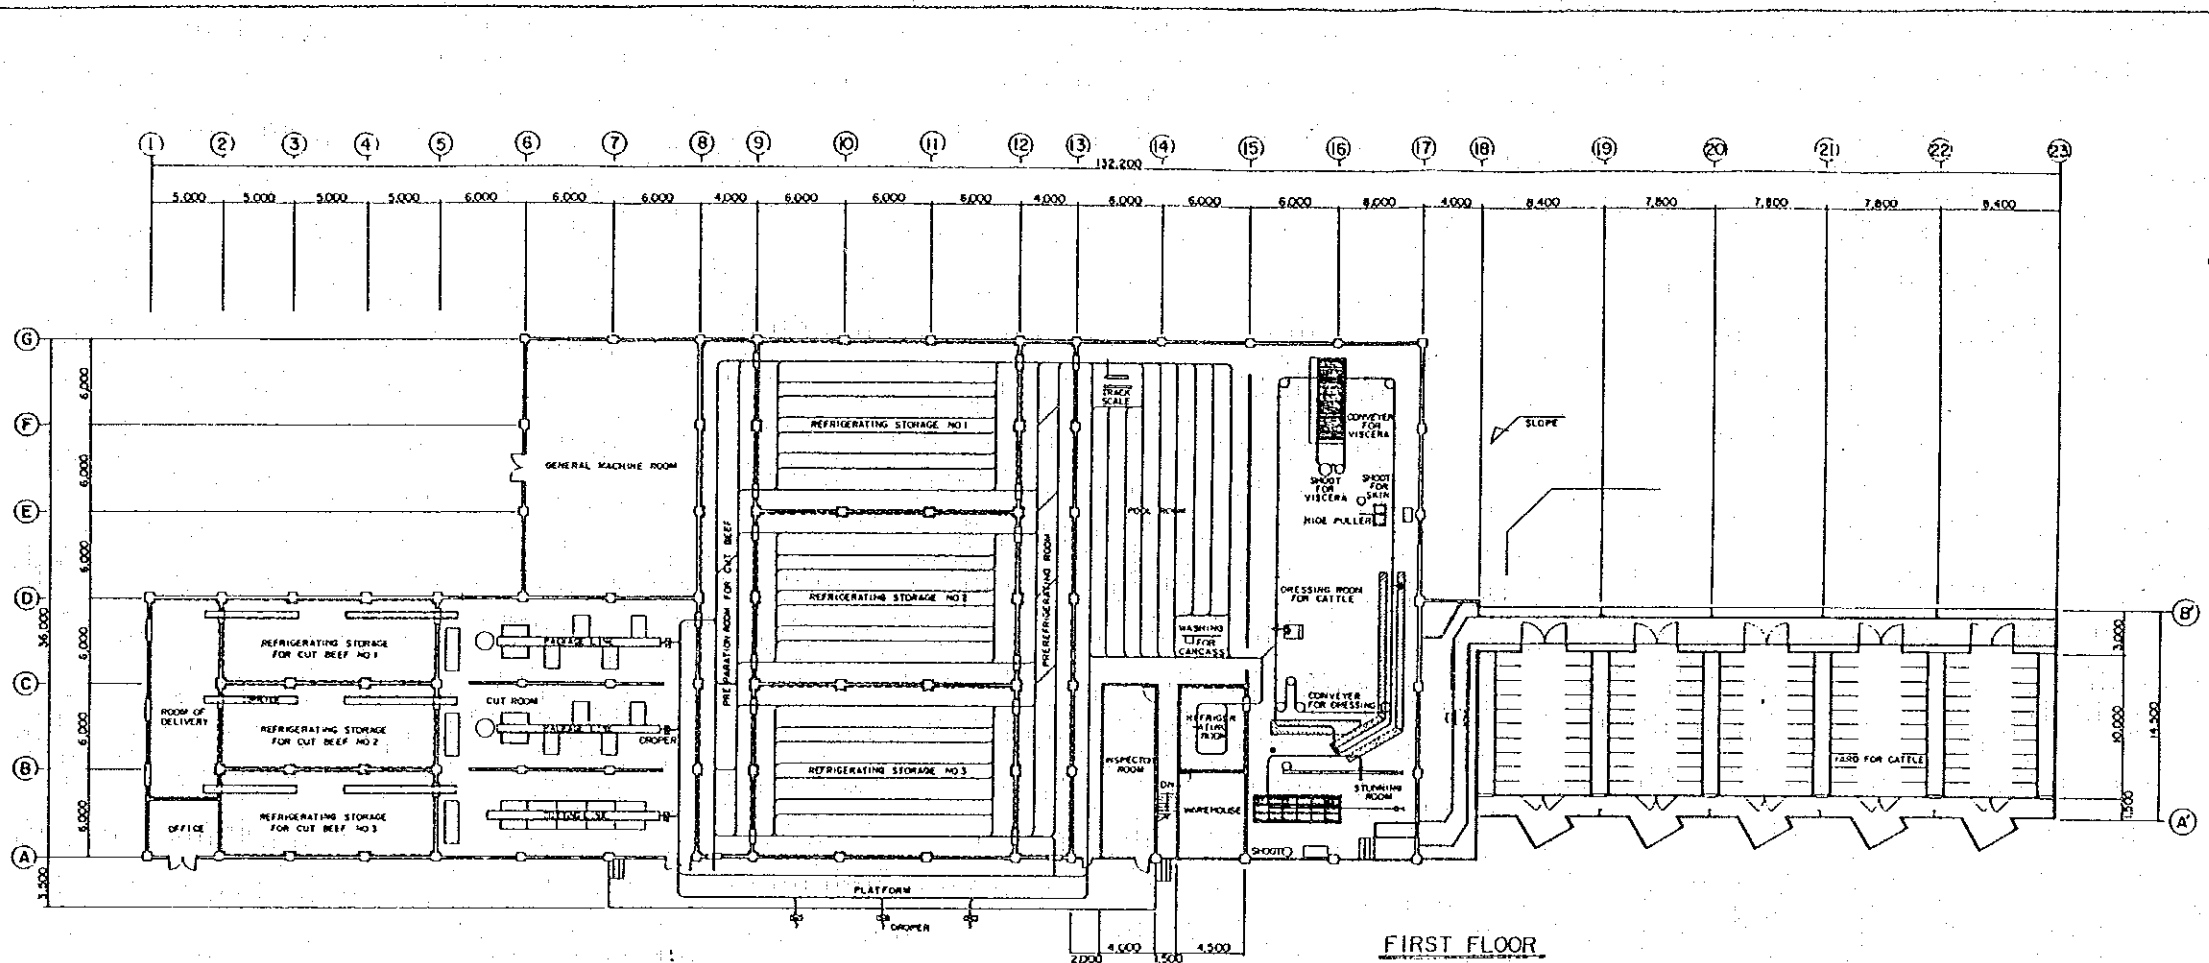 1 2 3 4 5 6 7 8 9 10 11 12 13 14 15 16 17 18 19 20 21 22 23
132,200
5,000 5,000 5,000 5,000 6,000 6,000 6,000 4,000 6,000 6,000 6,000 4,000 6,000 6,000 6,000 6,000 4,000 8,400 7,800 7,800 7,800 8,400
G
6,000
F
6,000
E
6,000
D
36,000
6,000
C
6,000
B
6,000
A
3,500
GENERAL MACHINE ROOM
REFRIGERATING STORAGE NO 1
REFRIGERATING STORAGE NO 2
REFRIGERATING STORAGE NO 3
PREPARATION ROOM FOR CUT BEEF
PREREFRIGERATING ROOM
TRACK
SCALE
POOL ROOM
CONVEYER
FOR
VISCERA
SHOOT
FOR
VISCERA
SHOOT
FOR
SKIN
HIDE PULLER
SLOPE
DRESSING ROOM
FOR CATTLE
WASHING
FOR
CARCASS
CONVEYER
FOR DRESSING
STUNNING
ROOM
SHOOT
INSPECTOR
ROOM
DN
WAREHOUSE
ROOM OF
DELIVERY
OFFICE
REFRIGERATING STORAGE
FOR CUT BEEF NO 1
REFRIGERATING STORAGE
FOR CUT BEEF NO 2
REFRIGERATING STORAGE
FOR CUT BEEF NO 3
CUT ROOM
PACKAGE LINE
PACKAGE LINE
DROPER
PLATFORM
DROPER
YARD FOR CATTLE
B'
3,000
10,000
14,500
1,500
A'
2,000 4,000 1,500 4,500
FIRST FLOOR